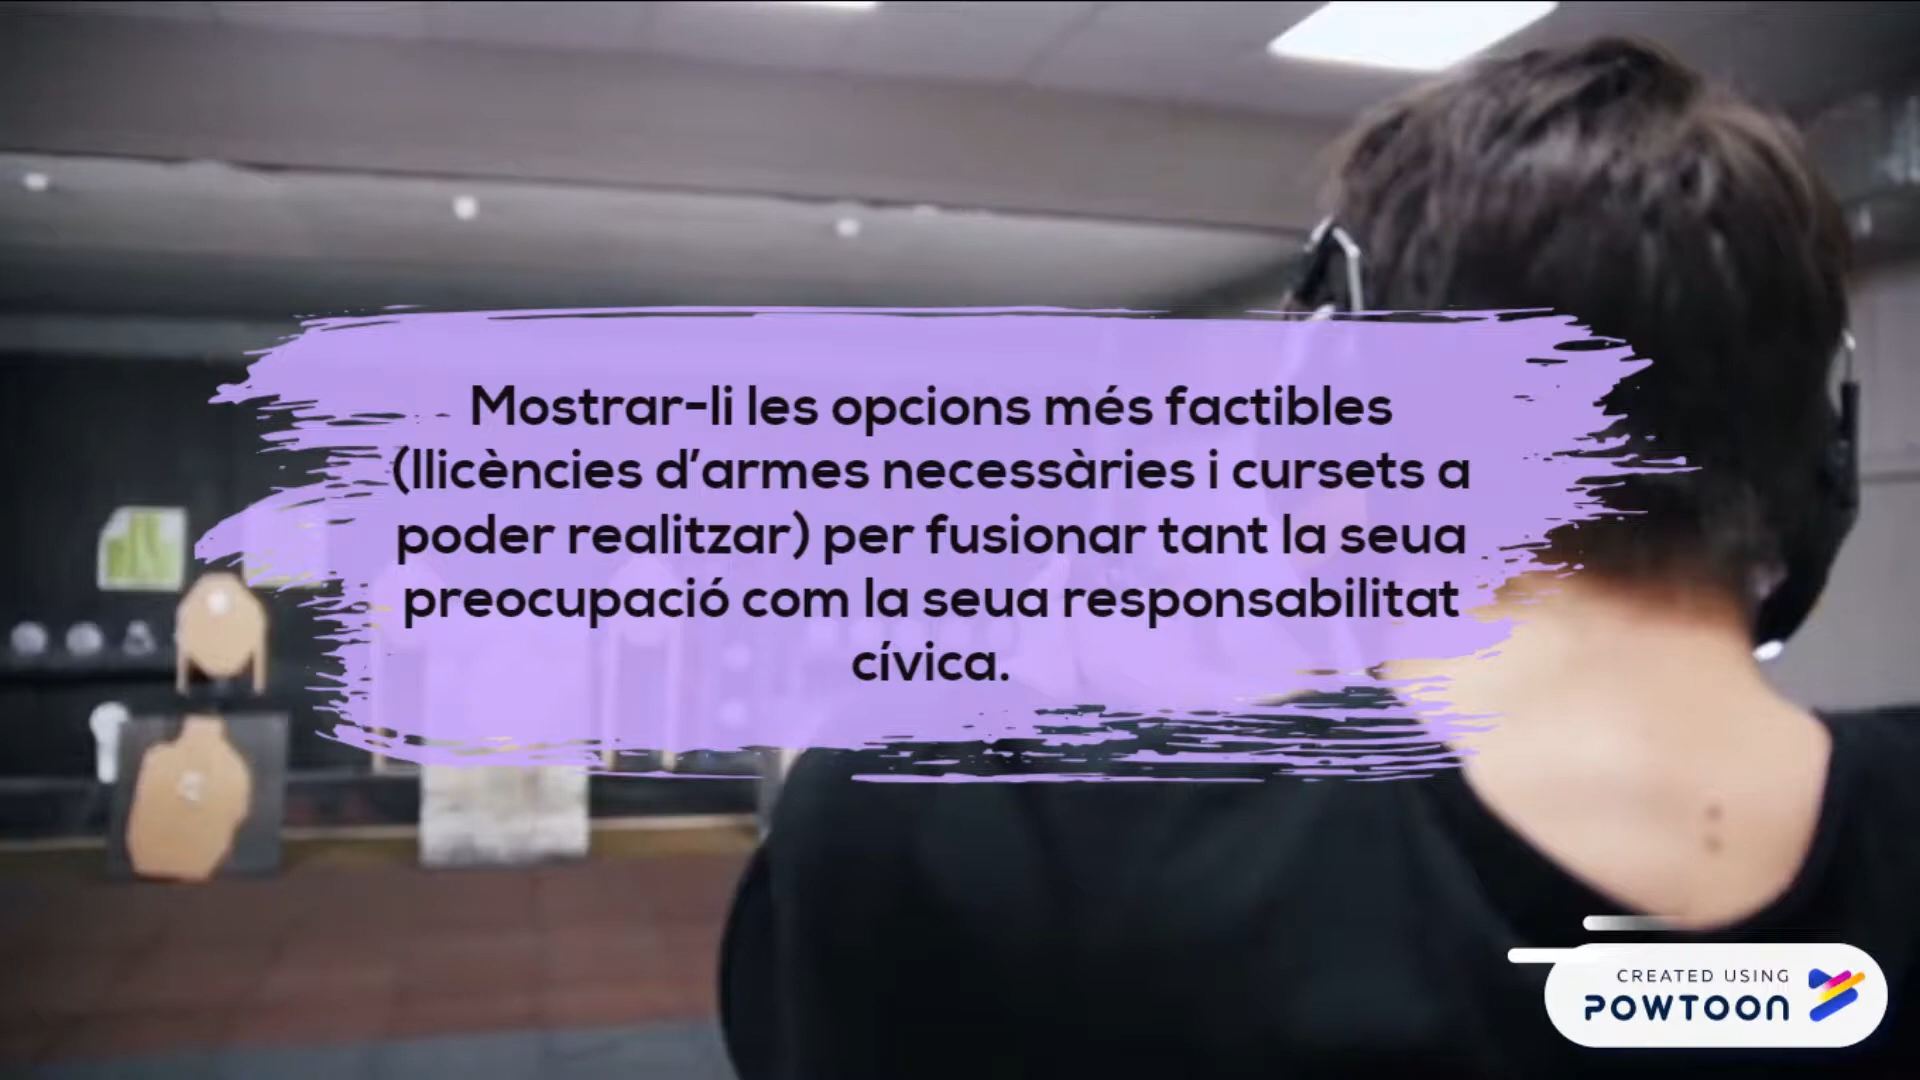 Mostrar-li les opcions més factibles
(llicències d'armes necessàries i cursets a
poder realitzar) per fusionar tant la seua
preocupació com la seua responsabilitat
cívica.
CREATED USING
POWTOON